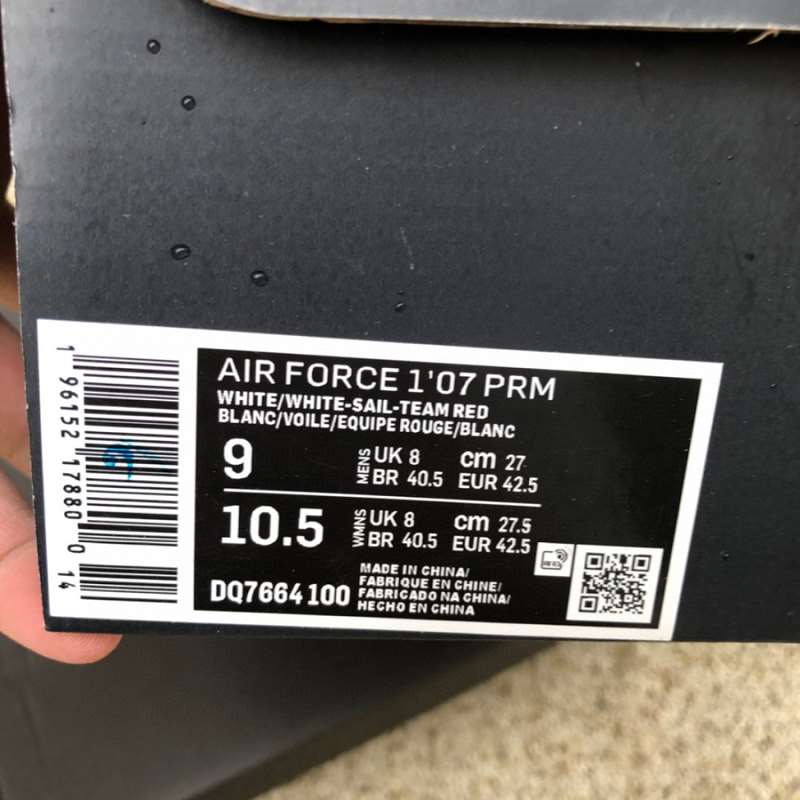 AIR FORCE 1'07 PRM
WHITE/WHITE-SAIL-TEAM RED
BLANC/VOILE/EQUIPE ROUGE/BLANC
9 MENS UK 8 cm 27
BR 40.5 EUR 42.5
10.5 WMNS UK 8 cm 27.5
BR 40.5 EUR 42.5
DQ7664 100
MADE IN CHINA/
FABRIQUE EN CHINE/
FABRICADO NA CHINA/
HECHO EN CHINA
1 96152 17880 0 14